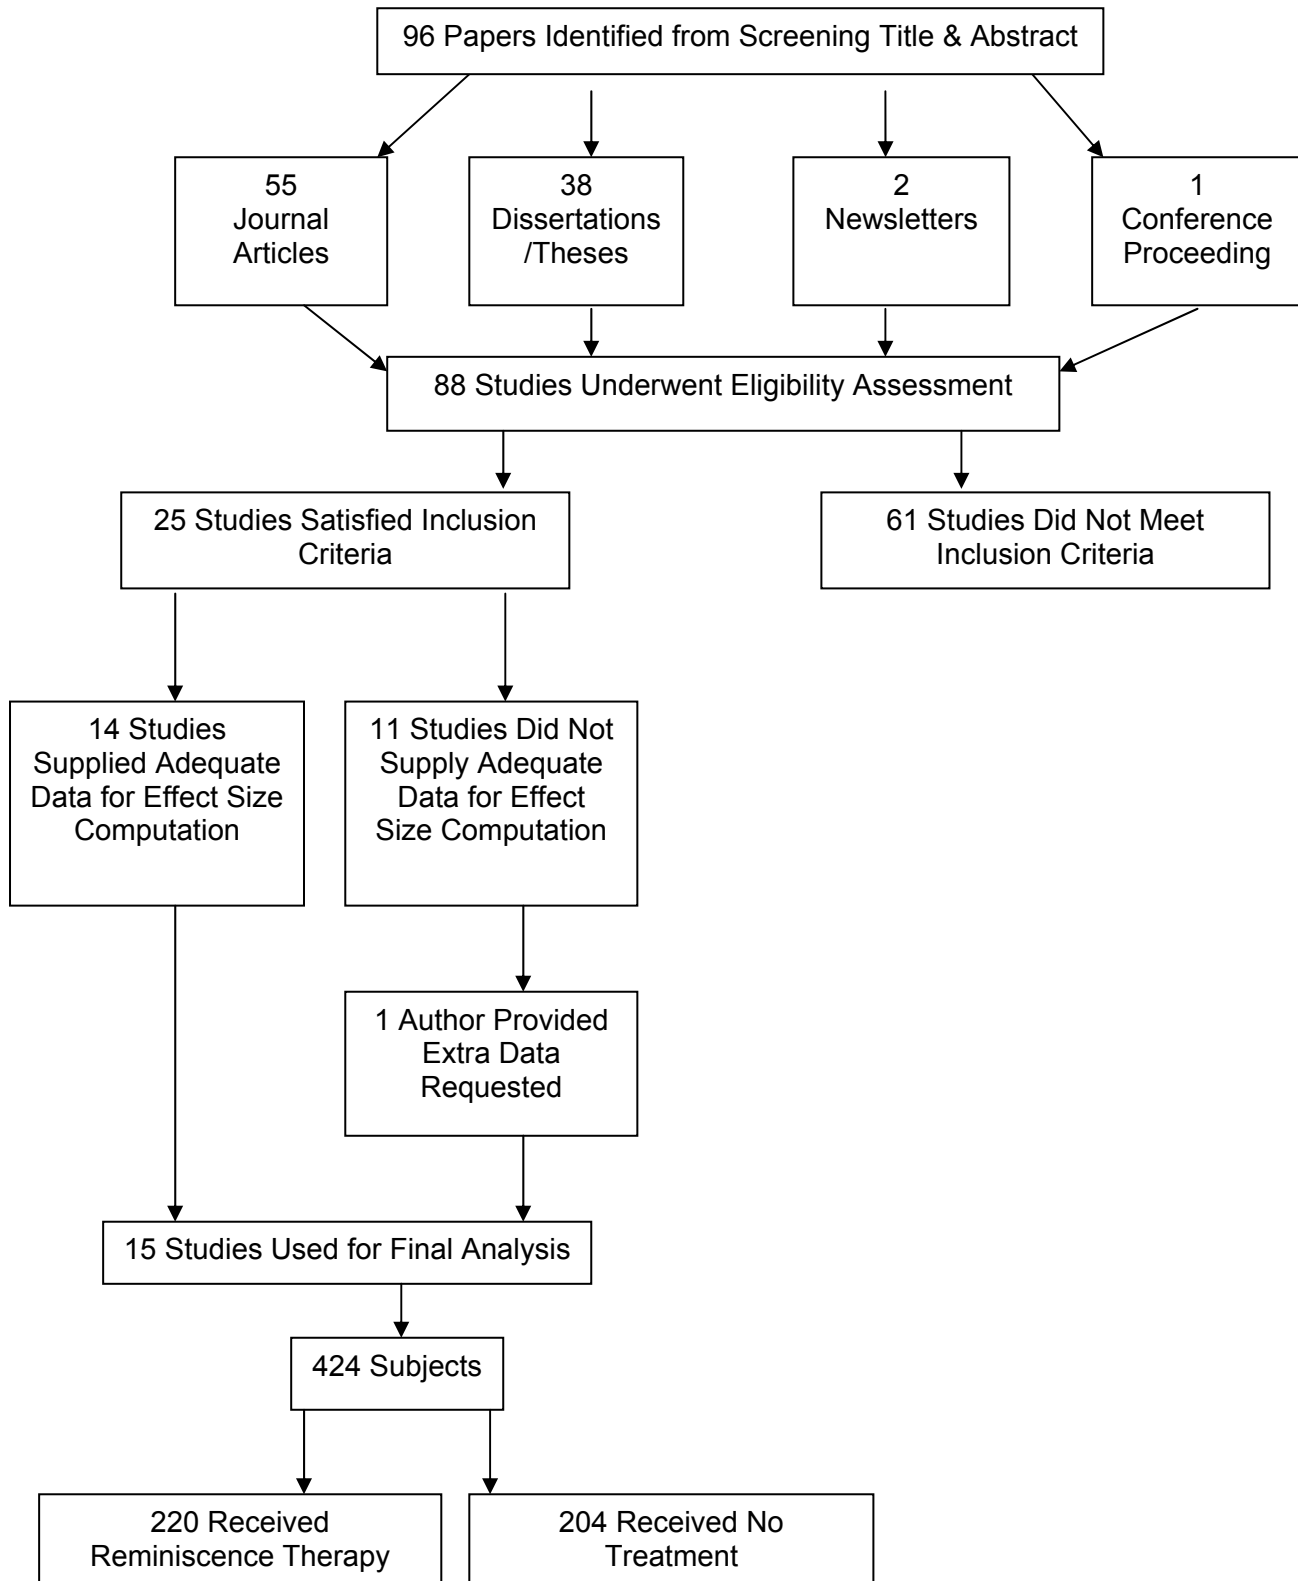 96 Papers Identified from Screening Title & Abstract
55
Journal
Articles
38
Dissertations
/Theses
2
Newsletters
1
Conference
Proceeding
88 Studies Underwent Eligibility Assessment
25 Studies Satisfied Inclusion
Criteria
61 Studies Did Not Meet
Inclusion Criteria
14 Studies
Supplied Adequate
Data for Effect Size
Computation
11 Studies Did Not
Supply Adequate
Data for Effect
Size Computation
1 Author Provided
Extra Data
Requested
15 Studies Used for Final Analysis
424 Subjects
220 Received
Reminiscence Therapy
204 Received No
Treatment